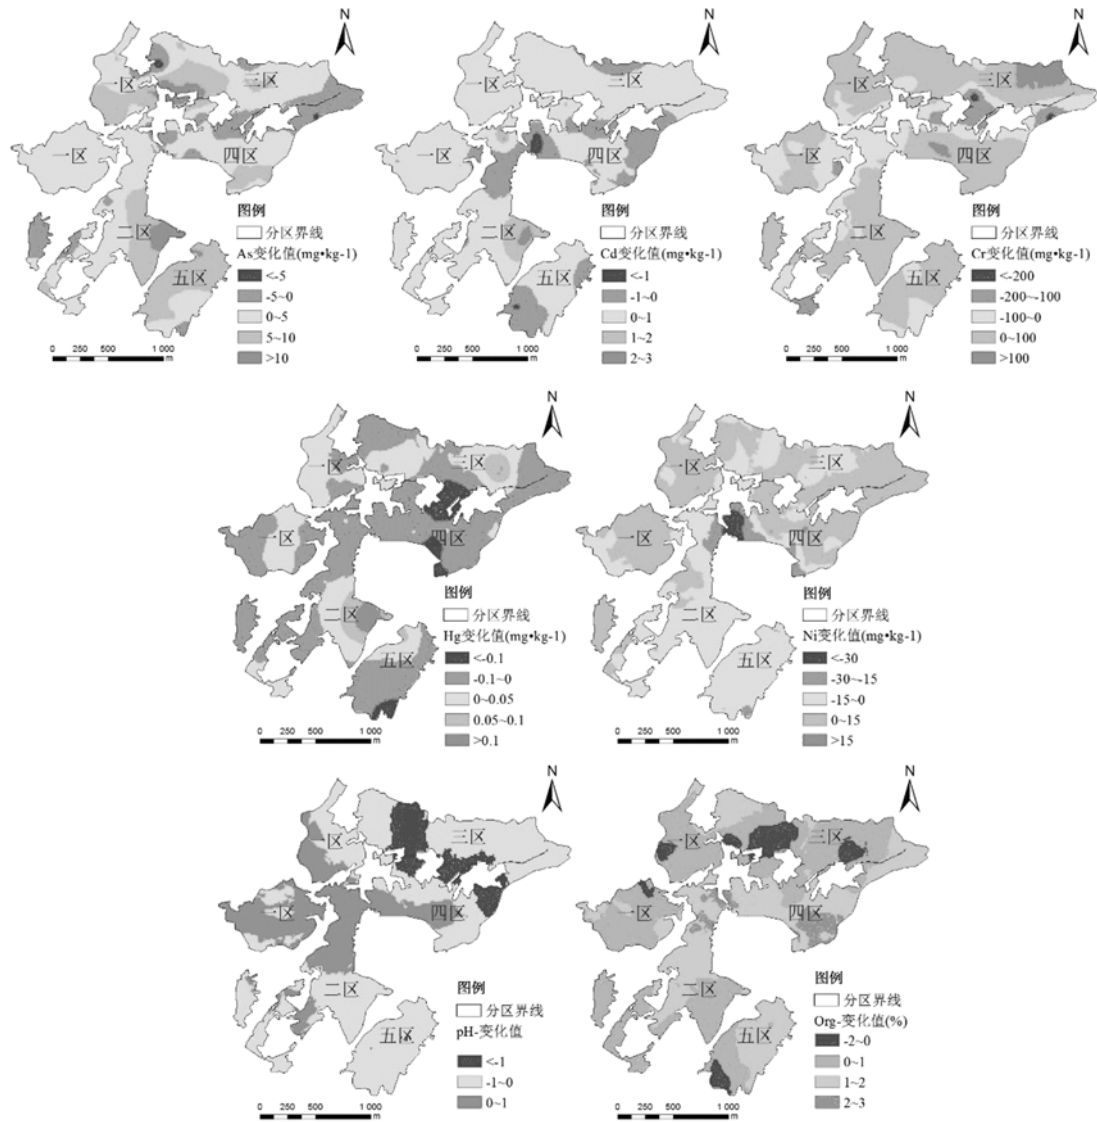 N
一区
三区
一区
四区
二区
五区
图例
分区界线
As变化值(mg•kg-1)
<-5
-5~0
0~5
5~10
>10
0 250 500 1 000
m
N
一区
三区
一区
四区
二区
五区
图例
分区界线
Cd变化值(mg•kg-1)
<-1
-1~0
0~1
1~2
2~3
0 250 500 1 000
m
N
一区
三区
一区
四区
二区
五区
图例
分区界线
Cr变化值(mg•kg-1)
<-200
-200~-100
-100~0
0~100
>100
0 250 500 1 000
m
N
一区
三区
一区
四区
二区
五区
图例
分区界线
Hg变化值(mg•kg-1)
<-0.1
-0.1~0
0~0.05
0.05~0.1
>0.1
0 250 500 1 000
m
N
一区
三区
一区
四区
二区
五区
图例
分区界线
Ni变化值(mg•kg-1)
<-30
-30~-15
-15~0
0~15
>15
0 250 500 1 000
m
N
一区
三区
一区
四区
二区
五区
图例
分区界线
pH-变化值
<-1
-1~0
0~1
0 250 500 1 000
m
N
一区
三区
一区
四区
二区
五区
图例
分区界线
Org-变化值(%)
-2~0
0~1
1~2
2~3
0 250 500 1 000
m